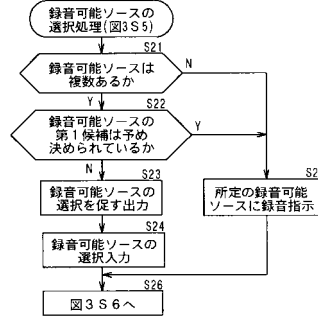 録音可能ソースの
選択処理(図3S5)
S21
録音可能ソースは
複数あるか
N
Y
S22
録音可能ソースの
第1候補は予め
決められているか
Y
N
S23
録音可能ソースの
選択を促す出力
S2
所定の録音可能
ソースに録音指示
S24
録音可能ソースの
選択入力
S26
図3S6へ